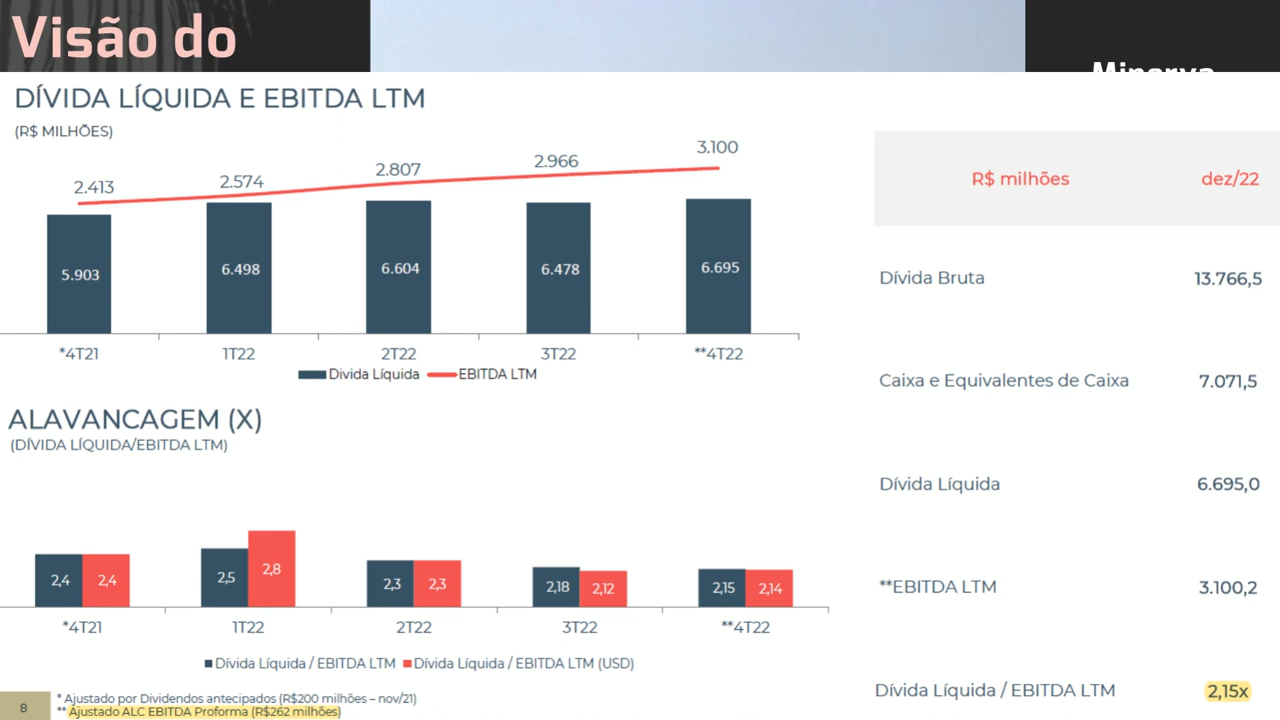 Visão do
Minerva
DÍVIDA LÍQUIDA E EBITDA LTM
(R$ MILHÕES)
2.413
2.574
2.807
2.966
3.100
5.903
6.498
6.604
6.478
6.695
*4T21
1T22
2T22
3T22
**4T22
Divida Líquida
EBITDA LTM
ALAVANCAGEM (X)
(DÍVIDA LÍQUIDA/EBITDA LTM)
2,4
2,4
2,5
2,8
2,3
2,3
2,18
2,12
2,15
2,14
*4T21
1T22
2T22
3T22
**4T22
Dívida Líquida / EBITDA LTM
Dívida Líquida / EBITDA LTM (USD)
8
* Ajustado por Dividendos antecipados (R$200 milhões – nov/21)
** Ajustado ALC EBITDA Proforma (R$262 milhões)
R$ milhões dez/22
Dívida Bruta 13.766,5
Caixa e Equivalentes de Caixa 7.071,5
Dívida Líquida 6.695,0
**EBITDA LTM 3.100,2
Dívida Líquida / EBITDA LTM 2,15x